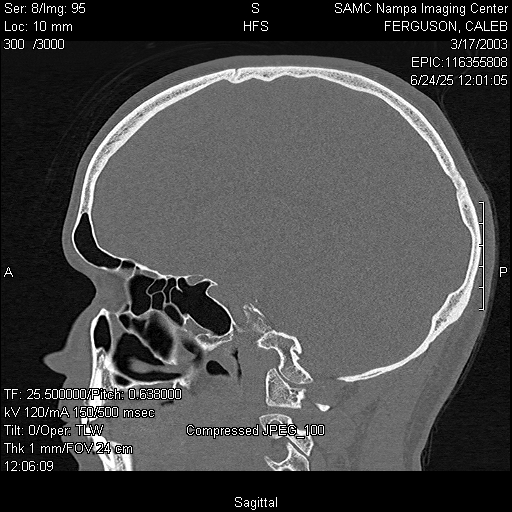 Ser: 8/Img: 95
Loc: 10 mm
300 /3000
S
HFS
SAMC Nampa Imaging Center
FERGUSON, CALEB
3/17/2003
EPIC:116355808
6/24/25 12:01:05
A
P
TF: 25.500000/Pitch: 0.638000
kV 120/mA 150/500 msec
Tilt: 0/Oper: TLW
Compressed JPEG_100
Thk 1 mm/FOV 24 cm
12:06:09
Sagittal